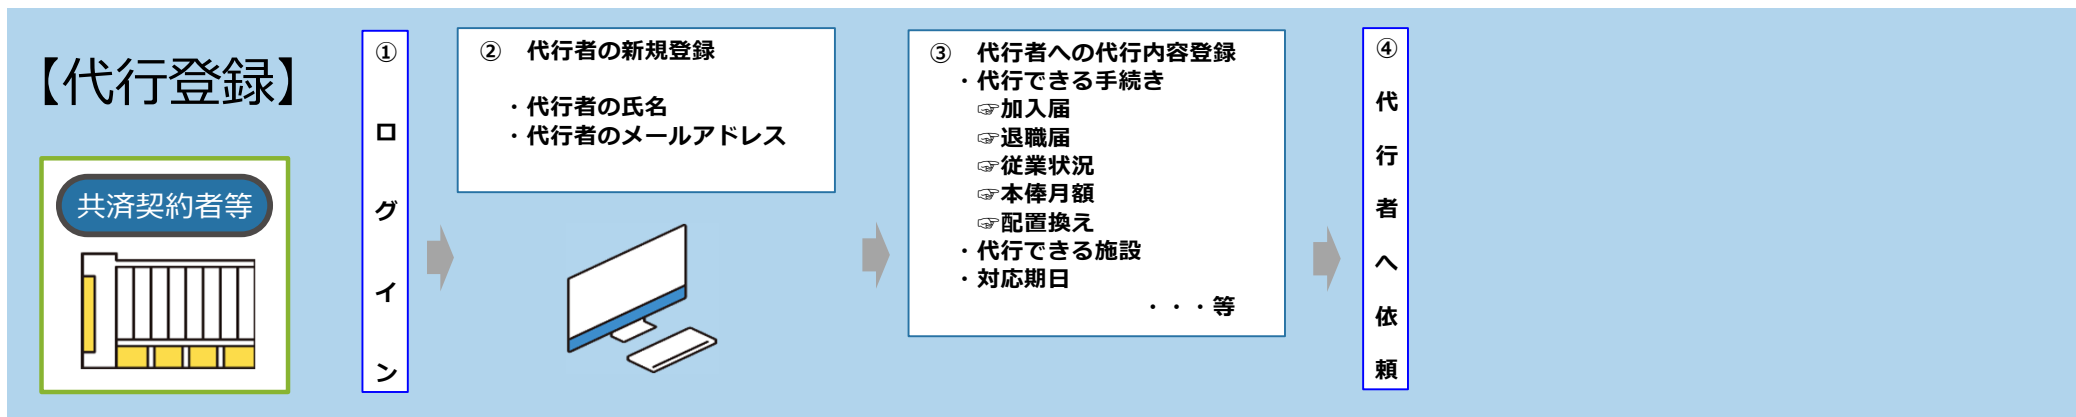 【代行登録】
共済契約者等
①ログイン
② 代行者の新規登録
・代行者の氏名
・代行者のメールアドレス
③ 代行者への代行内容登録
・代行できる手続き
☞加入届
☞退職届
☞従業状況
☞本俸月額
☞配置換え
・代行できる施設
・対応期日
・・・等
④代行者へ依頼